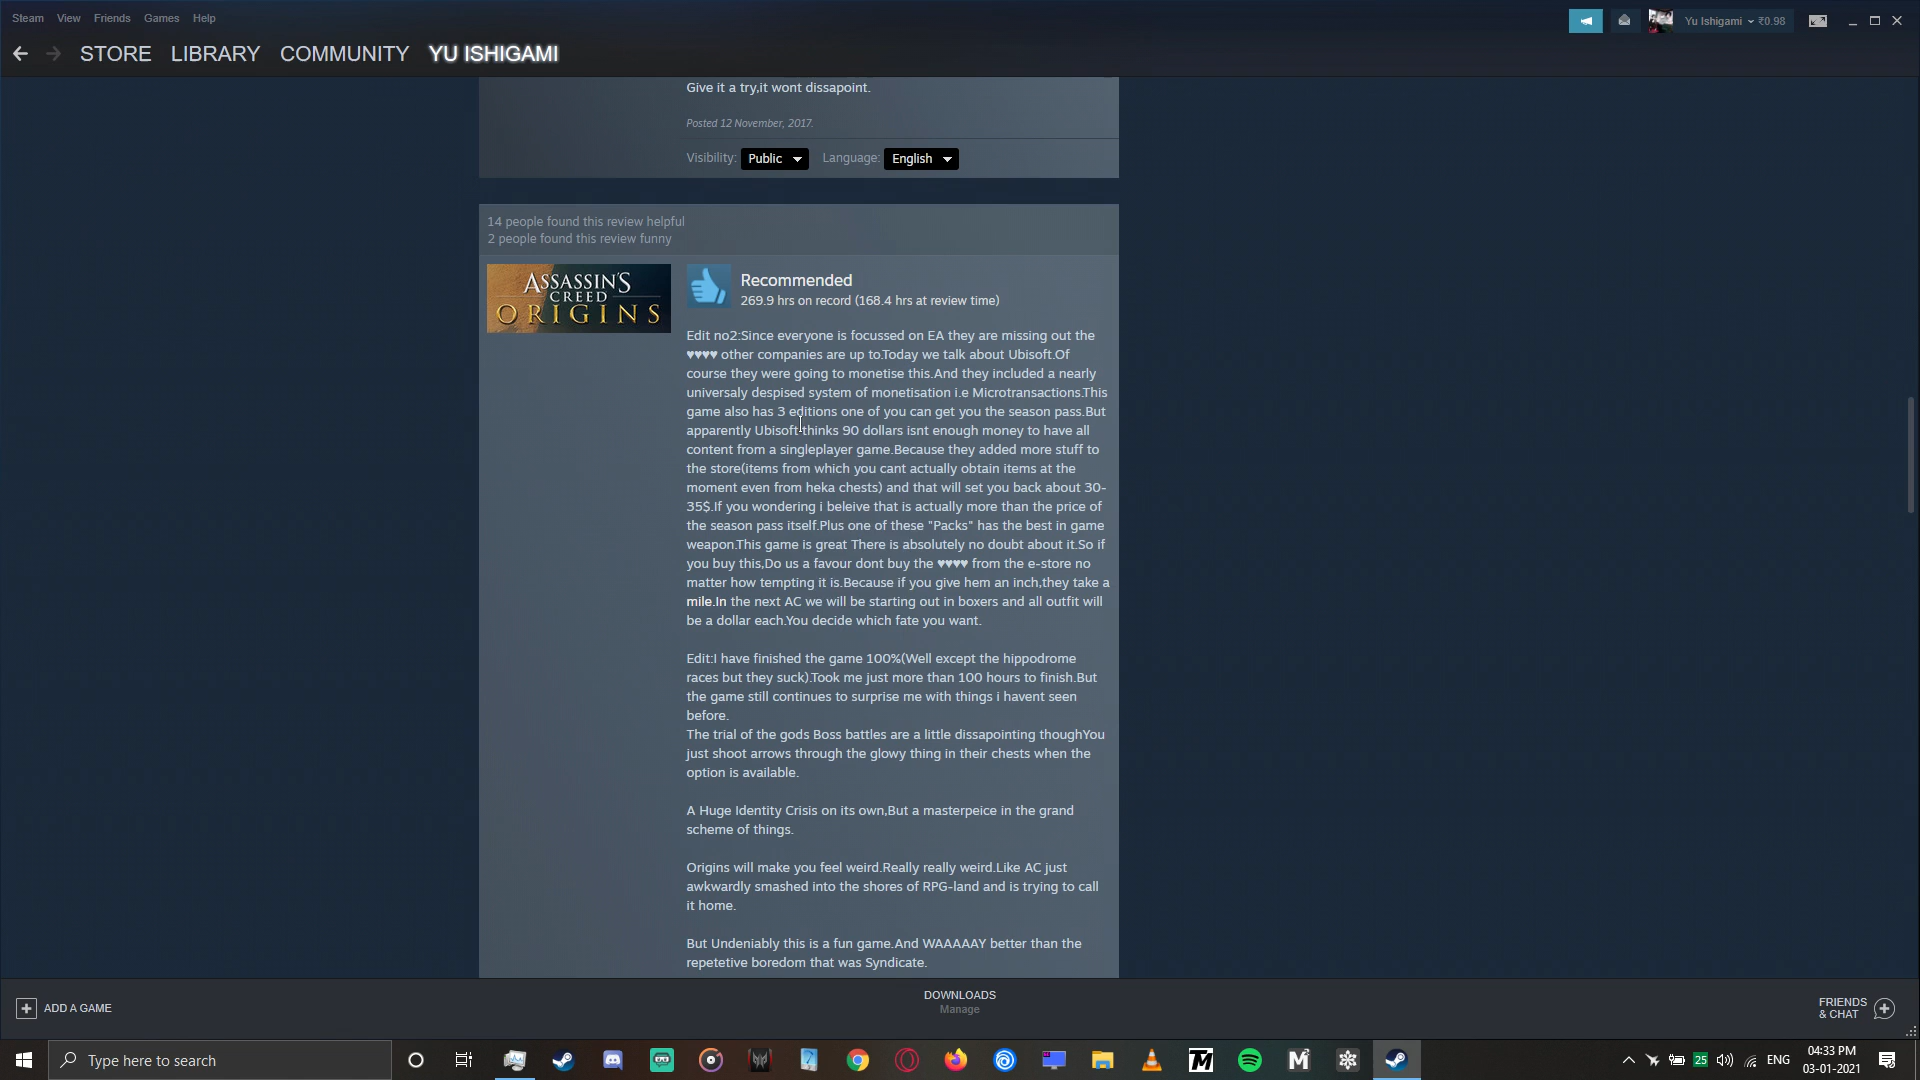 Steam View Friends Games Help
Yu Ishigami ₹0.98
STORE LIBRARY COMMUNITY YU ISHIGAMI
Give it a try,it wont dissapoint.
Posted 12 November, 2017.
Visibility: Public Language: English
14 people found this review helpful
2 people found this review funny
ASSASSIN'S
CREED
ORIGINS
Recommended
269.9 hrs on record (168.4 hrs at review time)
Edit no2:Since everyone is focussed on EA they are missing out the
♥♥♥♥ other companies are up to.Today we talk about Ubisoft.Of
course they were going to monetise this.And they included a nearly
universaly despised system of monetisation i.e Microtransactions.This
game also has 3 editions one of you can get you the season pass.But
apparently Ubisoft thinks 90 dollars isnt enough money to have all
content from a singleplayer game.Because they added more stuff to
the store(items from which you cant actually obtain items at the
moment even from heka chests) and that will set you back about 30-
35$.If you wondering i beleive that is actually more than the price of
the season pass itself.Plus one of these "Packs" has the best in game
weapon.This game is great There is absolutely no doubt about it.So if
you buy this,Do us a favour dont buy the ♥♥♥♥ from the e-store no
matter how tempting it is.Because if you give hem an inch,they take a
mile.In the next AC we will be starting out in boxers and all outfit will
be a dollar each.You decide which fate you want.
Edit:I have finished the game 100%(Well except the hippodrome
races but they suck).Took me just more than 100 hours to finish.But
the game still continues to surprise me with things i havent seen
before.
The trial of the gods Boss battles are a little dissapointing thoughYou
just shoot arrows through the glowy thing in their chests when the
option is available.
A Huge Identity Crisis on its own,But a masterpeice in the grand
scheme of things.
Origins will make you feel weird.Really really weird.Like AC just
awkwardly smashed into the shores of RPG-land and is trying to call
it home.
But Undeniably this is a fun game.And WAAAAAY better than the
repetetive boredom that was Syndicate.
ADD A GAME
DOWNLOADS
Manage
FRIENDS
& CHAT
Type here to search
25
ENG
04:33 PM
03-01-2021